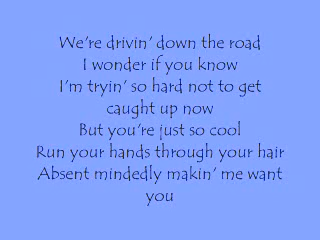 We're drivin' down the road
I wonder if you know
I'm tryin' so hard not to get
caught up now
But you're just so cool
Run your hands through your hair
Absent mindedly makin' me want
you